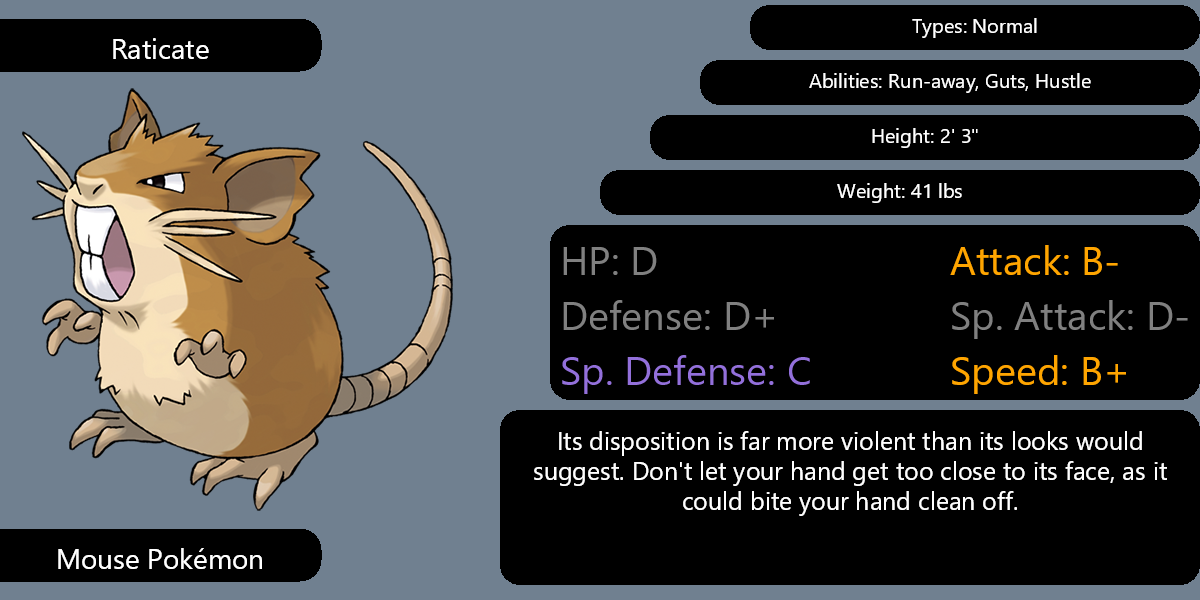 Raticate
Types: Normal
Abilities: Run-away, Guts, Hustle
Height: 2' 3"
Weight: 41 lbs
HP: D
Attack: B-
Defense: D+
Sp. Attack: D-
Sp. Defense: C
Speed: B+
Its disposition is far more violent than its looks would
suggest. Don't let your hand get too close to its face, as it
could bite your hand clean off.
Mouse Pokémon